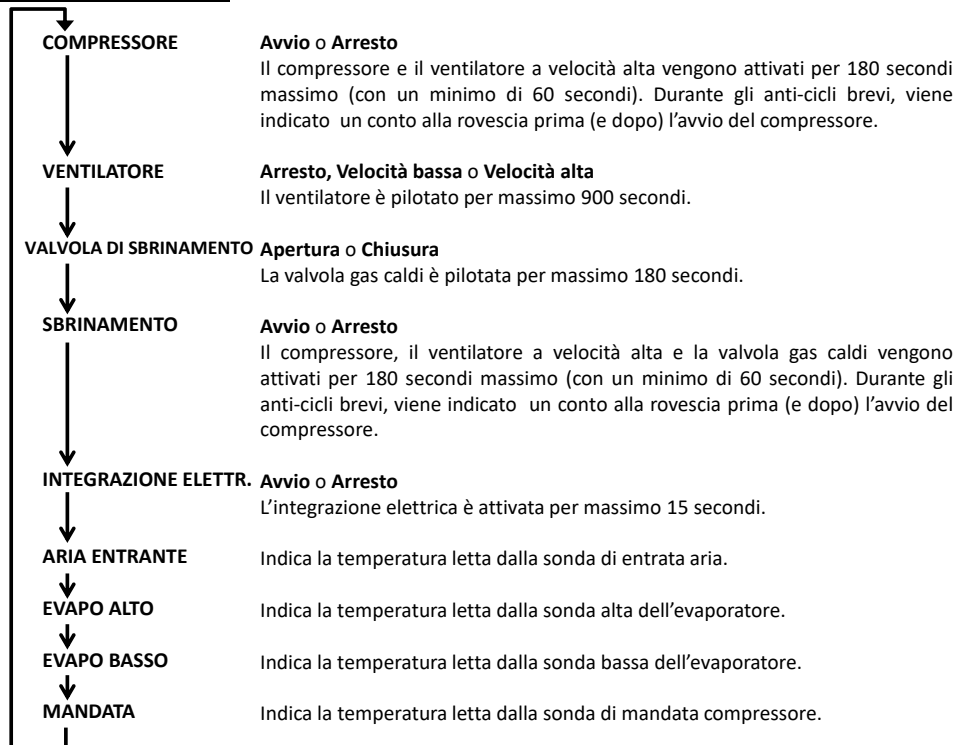 COMPRESSORE Avvio o Arresto
Il compressore e il ventilatore a velocità alta vengono attivati per 180 secondi
massimo (con un minimo di 60 secondi). Durante gli anti-cicli brevi, viene
indicato un conto alla rovescia prima (e dopo) l’avvio del compressore.
VENTILATORE Arresto, Velocità bassa o Velocità alta
Il ventilatore è pilotato per massimo 900 secondi.
VALVOLA DI SBRINAMENTO Apertura o Chiusura
La valvola gas caldi è pilotata per massimo 180 secondi.
SBRINAMENTO Avvio o Arresto
Il compressore, il ventilatore a velocità alta e la valvola gas caldi vengono
attivati per 180 secondi massimo (con un minimo di 60 secondi). Durante gli
anti-cicli brevi, viene indicato un conto alla rovescia prima (e dopo) l’avvio del
compressore.
INTEGRAZIONE ELETTR. Avvio o Arresto
L’integrazione elettrica è attivata per massimo 15 secondi.
ARIA ENTRANTE Indica la temperatura letta dalla sonda di entrata aria.
EVAPO ALTO Indica la temperatura letta dalla sonda alta dell’evaporatore.
EVAPO BASSO Indica la temperatura letta dalla sonda bassa dell’evaporatore.
MANDATA Indica la temperatura letta dalla sonda di mandata compressore.